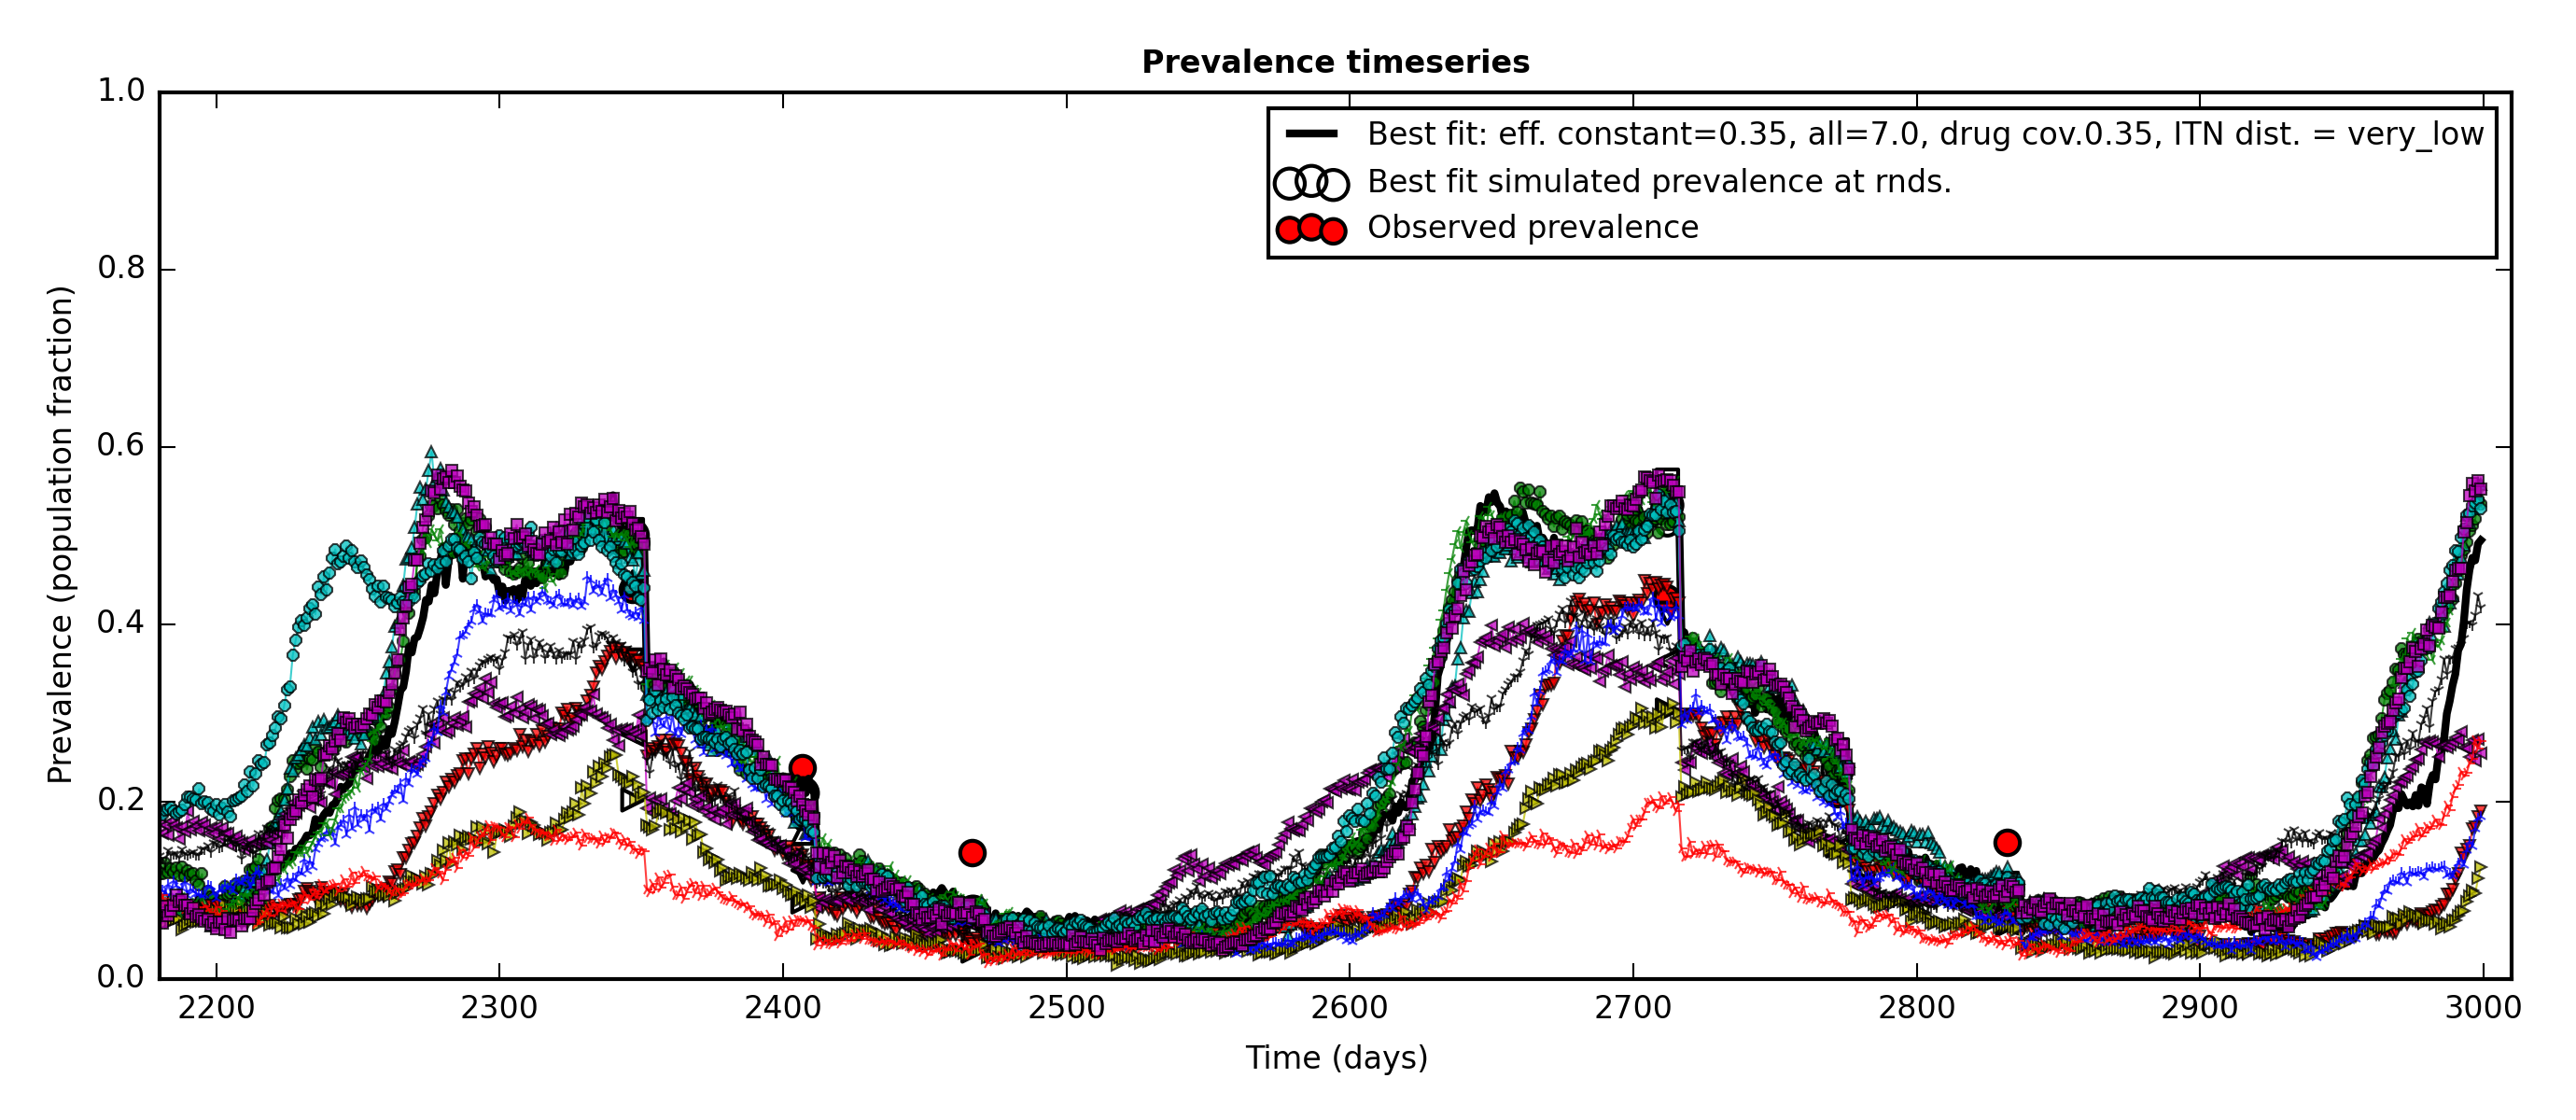 Prevalence timeseries
1.0
0.8
0.6
0.4
0.2
0.0
Prevalence (population fraction)
Best fit: eff. constant=0.35, all=7.0, drug cov.0.35, ITN dist. = very_low
Best fit simulated prevalence at rnds.
Observed prevalence
2200 2300 2400 2500 2600 2700 2800 2900 3000
Time (days)